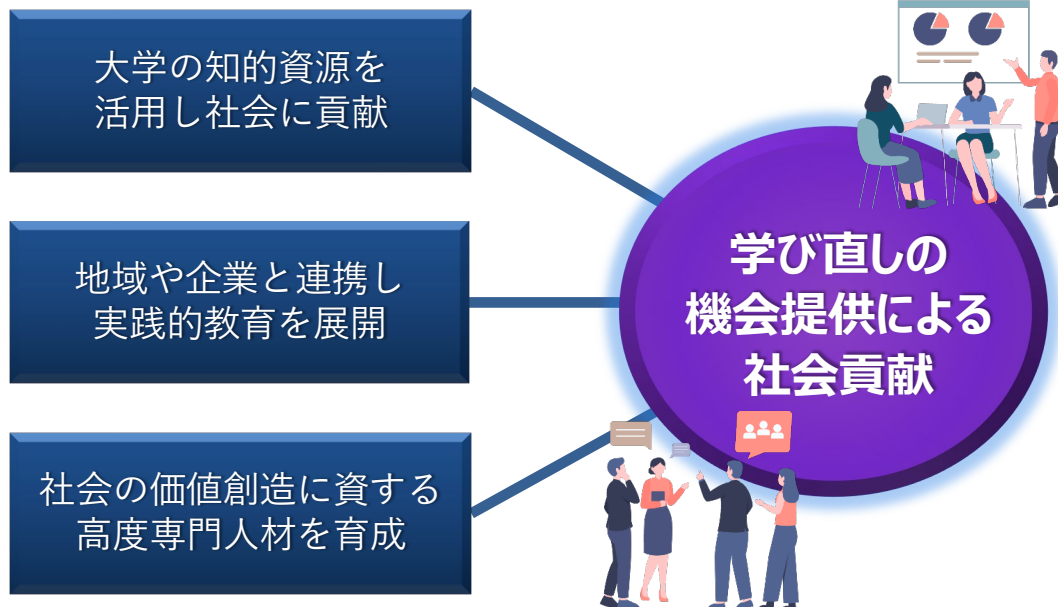 大学の知的資源を
活用し社会に貢献
地域や企業と連携し
実践的教育を展開
社会の価値創造に資する
高度専門人材を育成
学び直しの
機会提供による
社会貢献